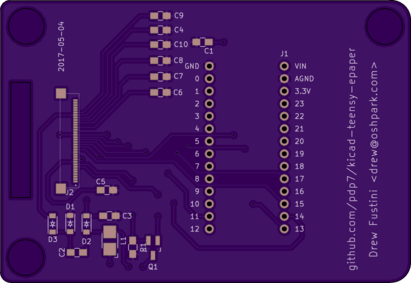 2017-05-04
C9
C4
C10
C8
C7
C6
C1
J1
GND
0
1
2
3
4
5
6
7
8
9
10
11
12
VIN
AGND
3.3V
23
22
21
20
19
18
17
16
15
14
13
J2
C5
D1
C3
D3
D2
C2
L1
R1
Q1
github.com/pdp7/kicad-teensy-epaper
Drew Fustini <drew@oshpark.com>